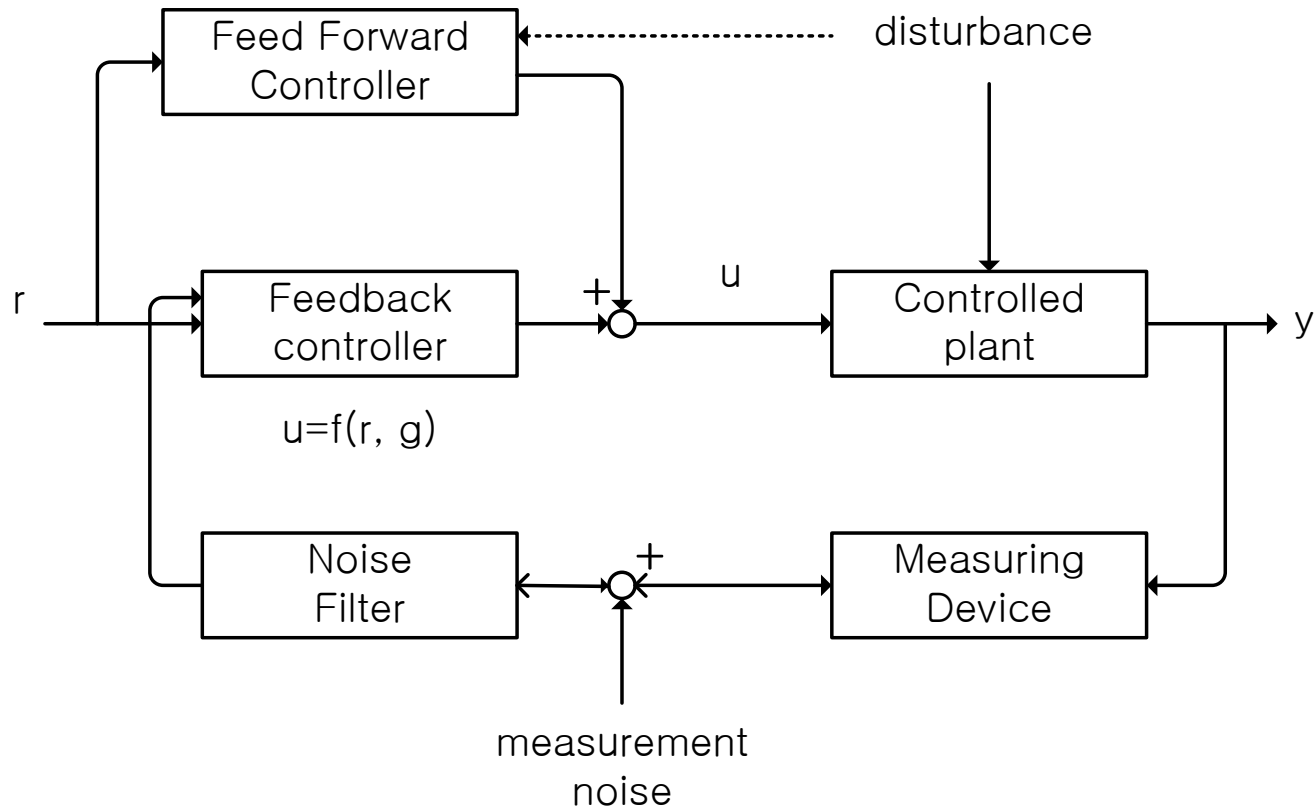 Feed Forward
Controller
disturbance
r
Feedback
controller
+
u
Controlled
plant
y
u=f(r, g)
Noise
Filter
+
Measuring
Device
measurement
noise